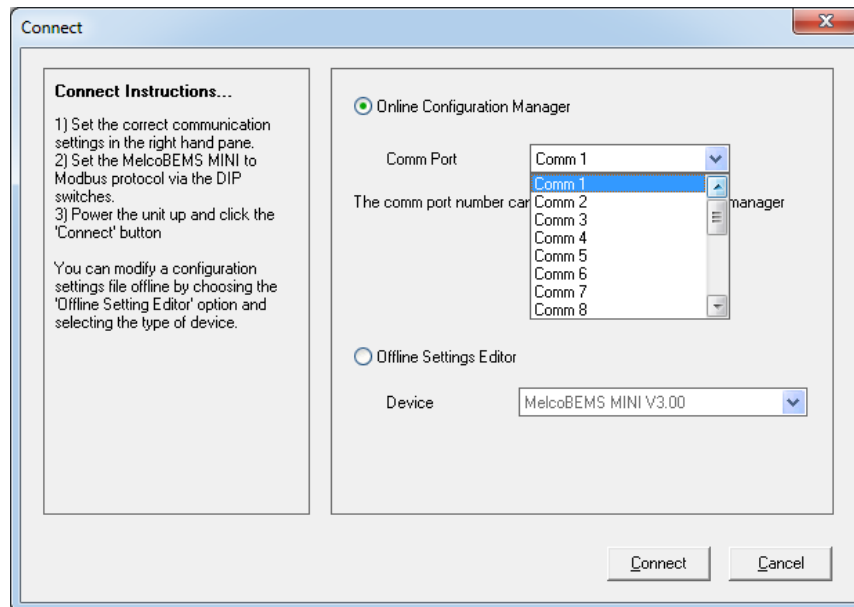 Connect
Connect Instructions...
1) Set the correct communication
settings in the right hand pane.
2) Set the MelcoBEMS MINI to
Modbus protocol via the DIP
switches.
3) Power the unit up and click the
'Connect' button
You can modify a configuration
settings file offline by choosing the
'Offline Setting Editor' option and
selecting the type of device.
Online Configuration Manager
Comm Port
Comm 1
Comm 1
Comm 2
The comm port number can manager
Comm 3
Comm 4
Comm 5
Comm 6
Comm 7
Comm 8
Offline Settings Editor
Device
MelcoBEMS MINI V3.00
Connect
Cancel